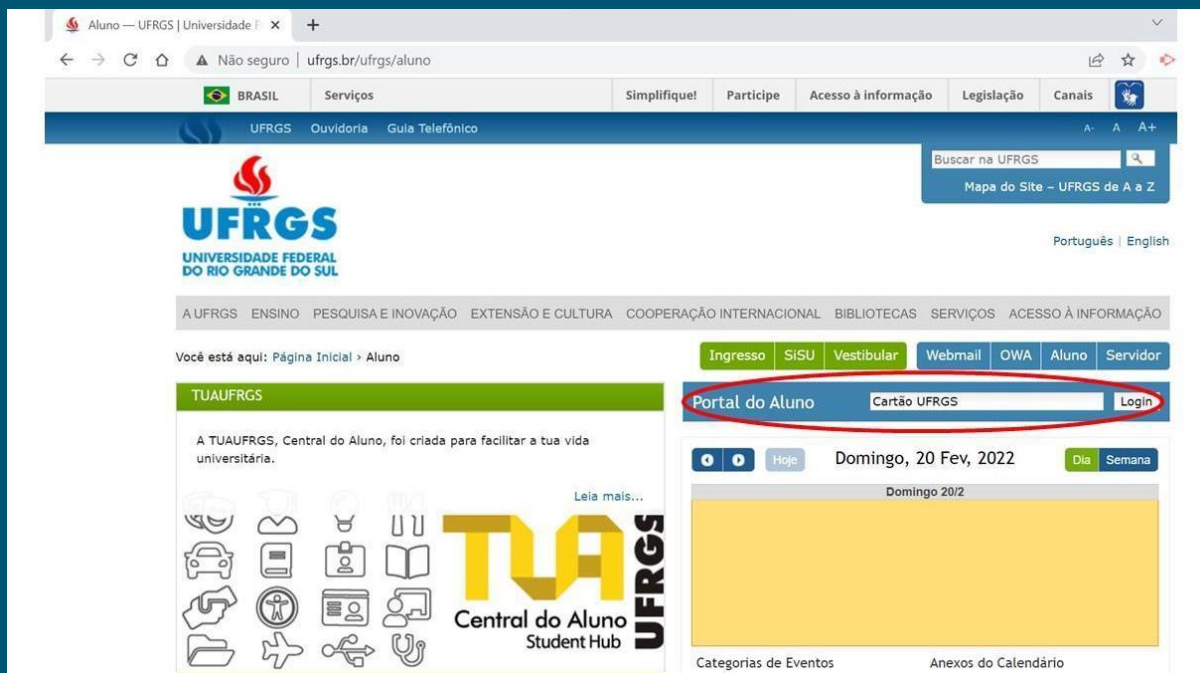 Aluno — UFRGS | Universidade F
Não seguro | ufrgs.br/ufrgs/aluno
BRASIL Serviços Simplifique! Participe Acesso à informação Legislação Canais
UFRGS Ouvidoria Guia Telefônico A- A A+
Buscar na UFRGS
Mapa do Site – UFRGS de A a Z
UFRGS
UNIVERSIDADE FEDERAL
DO RIO GRANDE DO SUL
Português | English
A UFRGS ENSINO PESQUISA E INOVAÇÃO EXTENSÃO E CULTURA COOPERAÇÃO INTERNACIONAL BIBLIOTECAS SERVIÇOS ACESSO À INFORMAÇÃO
Você está aqui: Página Inicial › Aluno
Ingresso SiSU Vestibular Webmail OWA Aluno Servidor
TUAUFRGS
A TUAUFRGS, Central do Aluno, foi criada para facilitar a tua vida
universitária.
Leia mais...
TUA
UFRGS
Central do Aluno
Student Hub
Portal do Aluno Cartão UFRGS Login
Hoje Domingo, 20 Fev, 2022 Dia Semana
Domingo 20/2
Categorias de Eventos Anexos do Calendário